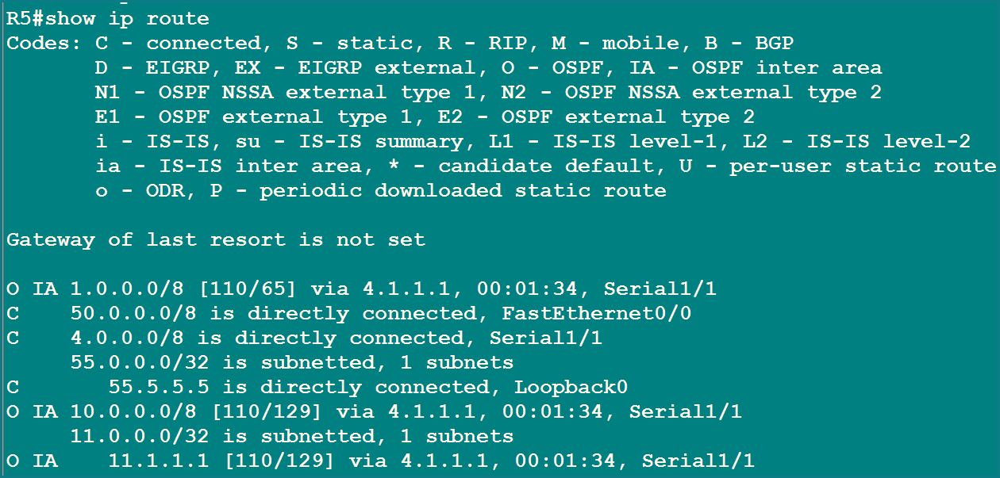 R5#show ip route
Codes: C - connected, S - static, R - RIP, M - mobile, B - BGP
       D - EIGRP, EX - EIGRP external, O - OSPF, IA - OSPF inter area
       N1 - OSPF NSSA external type 1, N2 - OSPF NSSA external type 2
       E1 - OSPF external type 1, E2 - OSPF external type 2
       i - IS-IS, su - IS-IS summary, L1 - IS-IS level-1, L2 - IS-IS level-2
       ia - IS-IS inter area, * - candidate default, U - per-user static route
       o - ODR, P - periodic downloaded static route

Gateway of last resort is not set

O IA 1.0.0.0/8 [110/65] via 4.1.1.1, 00:01:34, Serial1/1
C    50.0.0.0/8 is directly connected, FastEthernet0/0
C    4.0.0.0/8 is directly connected, Serial1/1
     55.0.0.0/32 is subnetted, 1 subnets
C       55.5.5.5 is directly connected, Loopback0
O IA 10.0.0.0/8 [110/129] via 4.1.1.1, 00:01:34, Serial1/1
     11.0.0.0/32 is subnetted, 1 subnets
O IA    11.1.1.1 [110/129] via 4.1.1.1, 00:01:34, Serial1/1